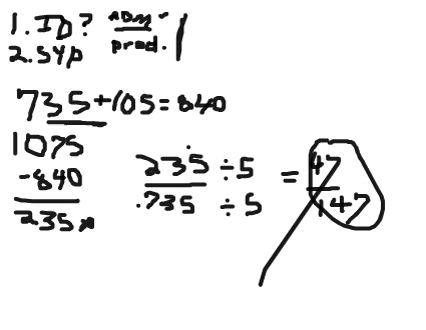 1. ID?
2. Syp
prod.
735+105=840
1075
-840
235
235 ÷5 = 47
735 ÷5 147